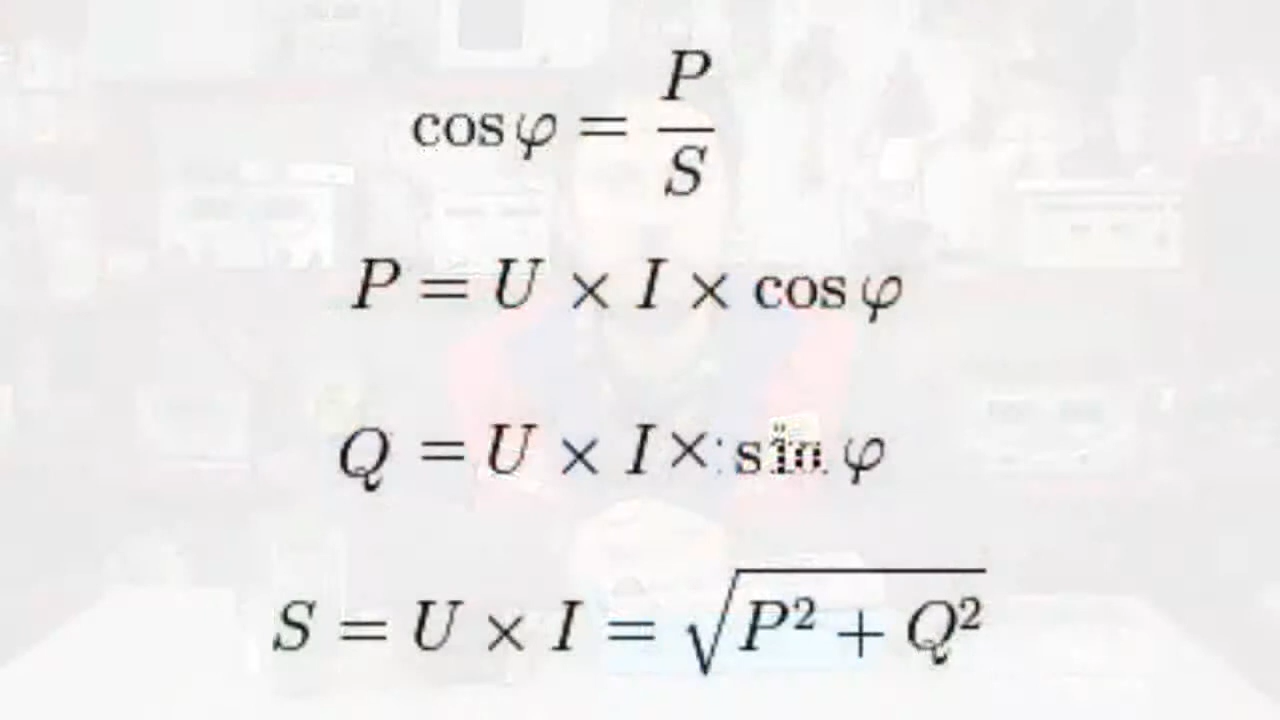 cos φ = P/S
P = U × I × cos φ
Q = U × I × sin φ
S = U × I = √(P² + Q²)